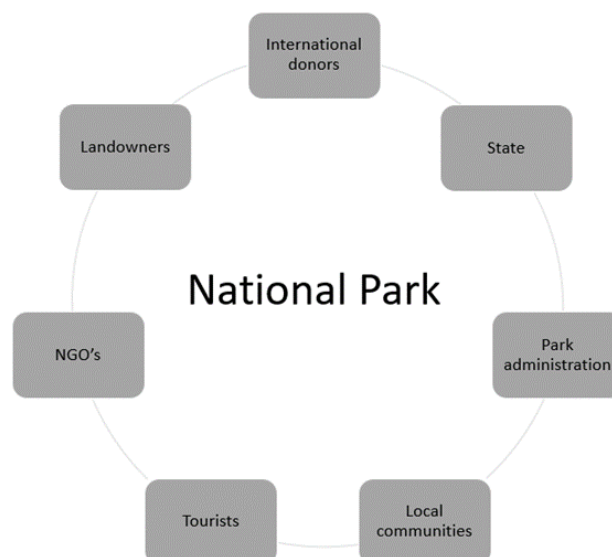 International
donors
Landowners
State
National Park
NGO's
Park
administration
Tourists
Local
communities